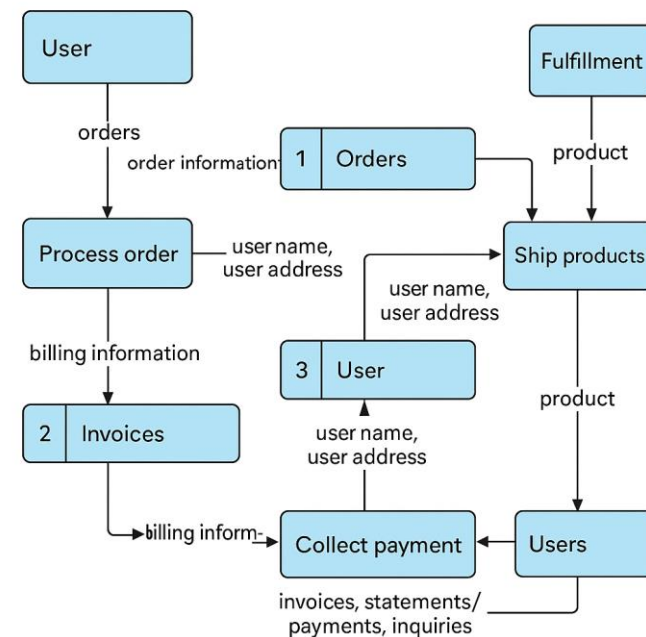 User
Fulfillment
orders
order information
1 Orders
product
Process order
user name,
user address
Ship products
user name,
user address
billing information
3 User
product
2 Invoices
user name,
user address
billing inform-
Collect payment
Users
invoices, statements/
payments, inquiries